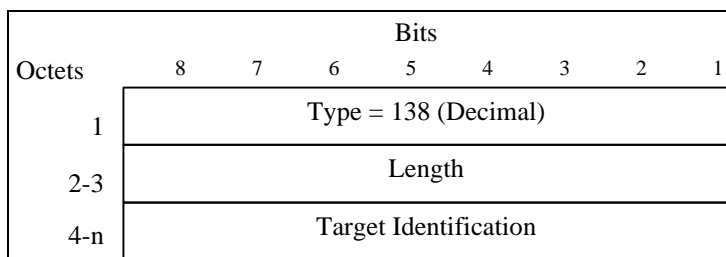 Bits
Octets 8 7 6 5 4 3 2 1
1 Type = 138 (Decimal)
2-3 Length
4-n Target Identification